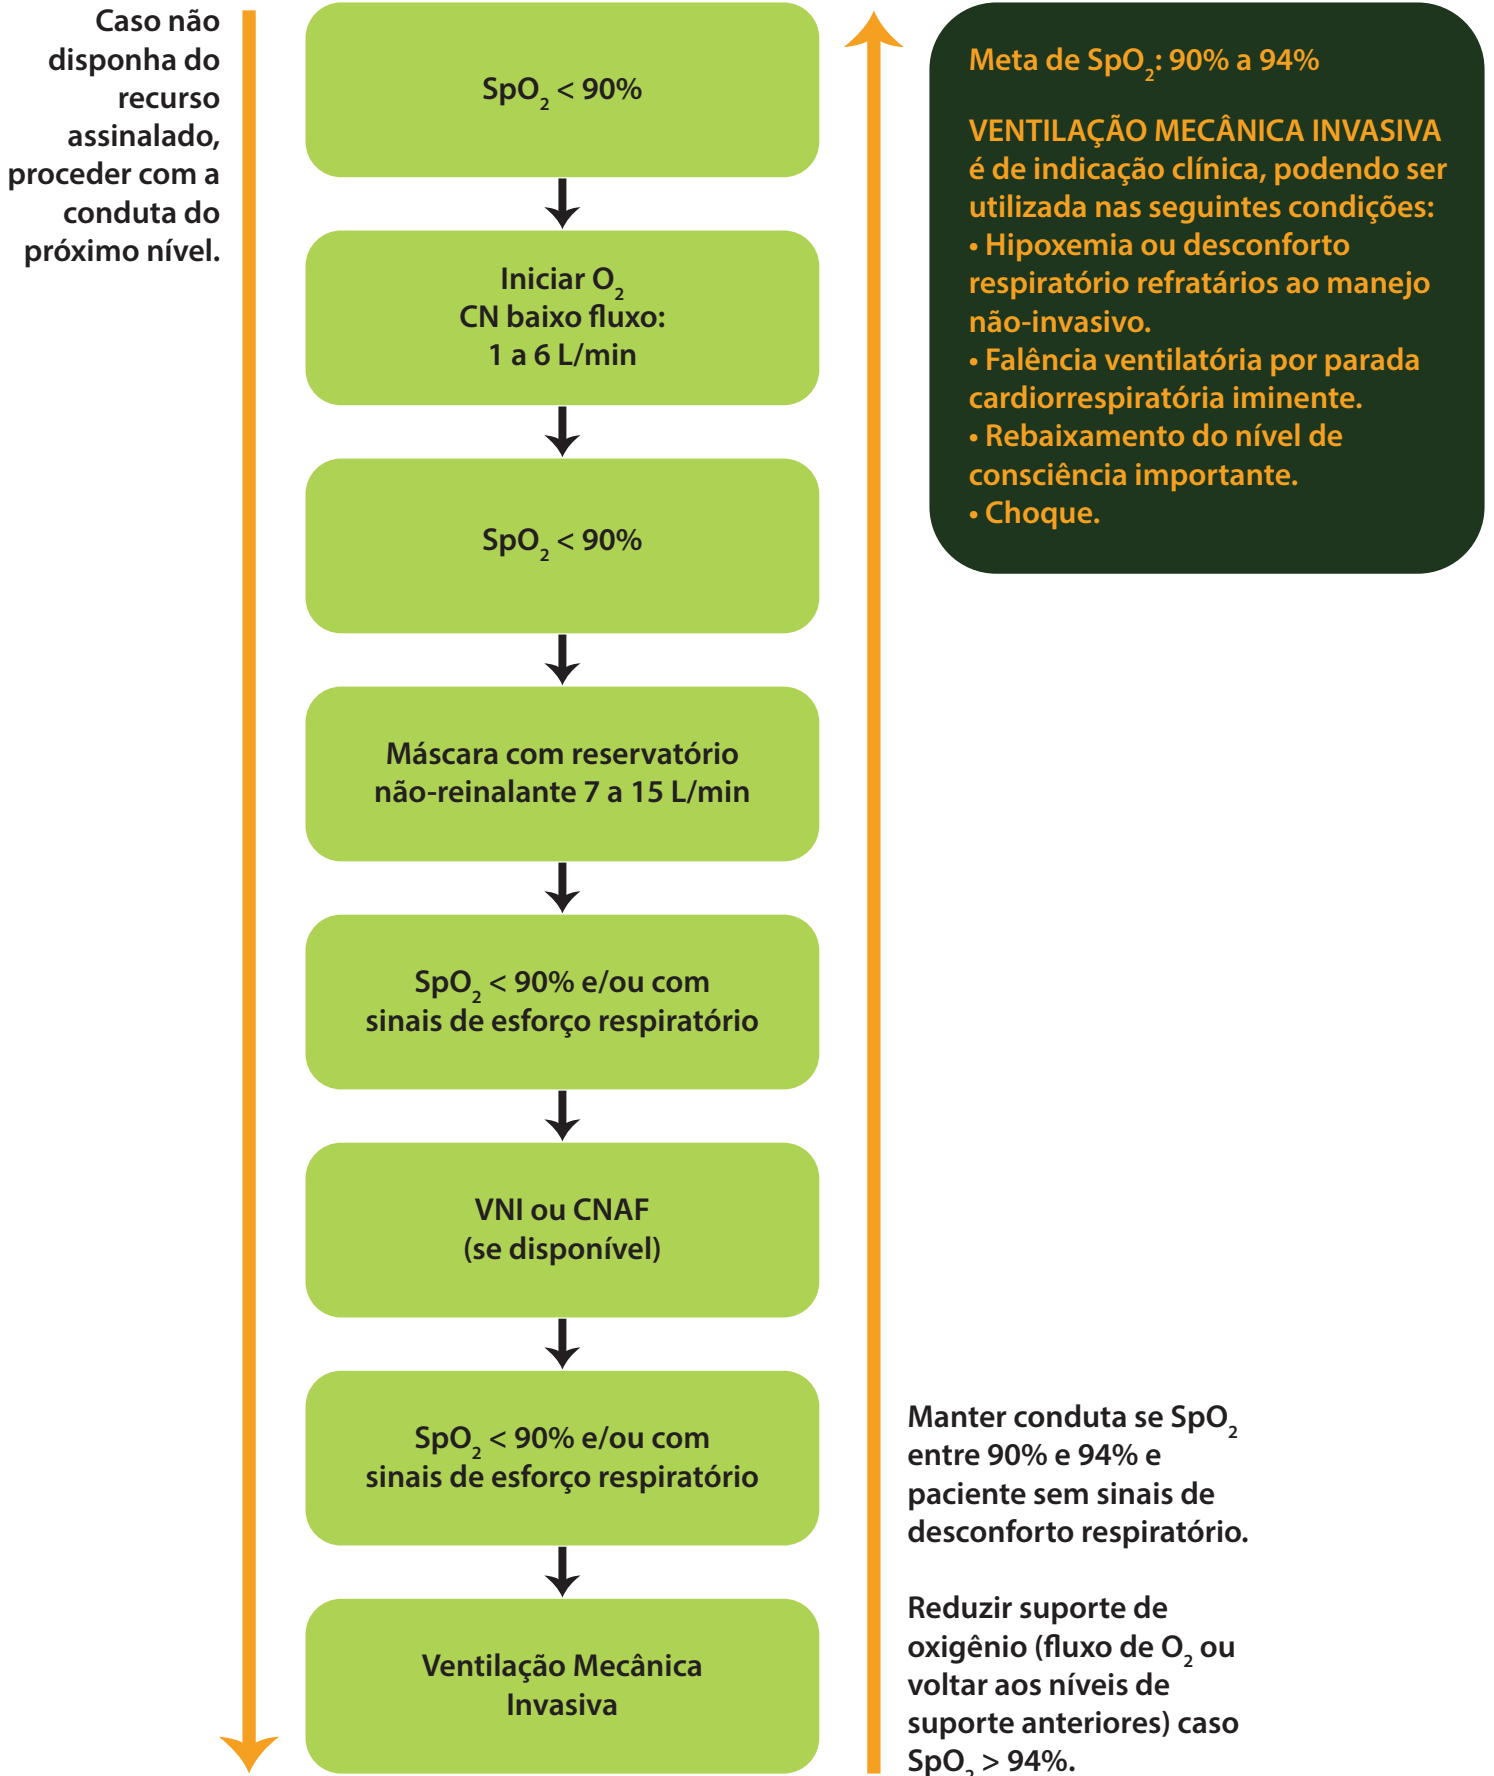 Caso não
disponha do
recurso
assinalado,
proceder com a
conduta do
próximo nível.
SpO₂ < 90%
Iniciar O₂
CN baixo fluxo:
1 a 6 L/min
SpO₂ < 90%
Máscara com reservatório
não-reinalante 7 a 15 L/min
SpO₂ < 90% e/ou com
sinais de esforço respiratório
VNI ou CNAF
(se disponível)
SpO₂ < 90% e/ou com
sinais de esforço respiratório
Ventilação Mecânica
Invasiva
Meta de SpO₂: 90% a 94%
VENTILAÇÃO MECÂNICA INVASIVA
é de indicação clínica, podendo ser
utilizada nas seguintes condições:
• Hipoxemia ou desconforto
respiratório refratários ao manejo
não-invasivo.
• Falência ventilatória por parada
cardiorrespiratória iminente.
• Rebaixamento do nível de
consciência importante.
• Choque.
Manter conduta se SpO₂
entre 90% e 94% e
paciente sem sinais de
desconforto respiratório.
Reduzir suporte de
oxigênio (fluxo de O₂ ou
voltar aos níveis de
suporte anteriores) caso
SpO₂ > 94%.